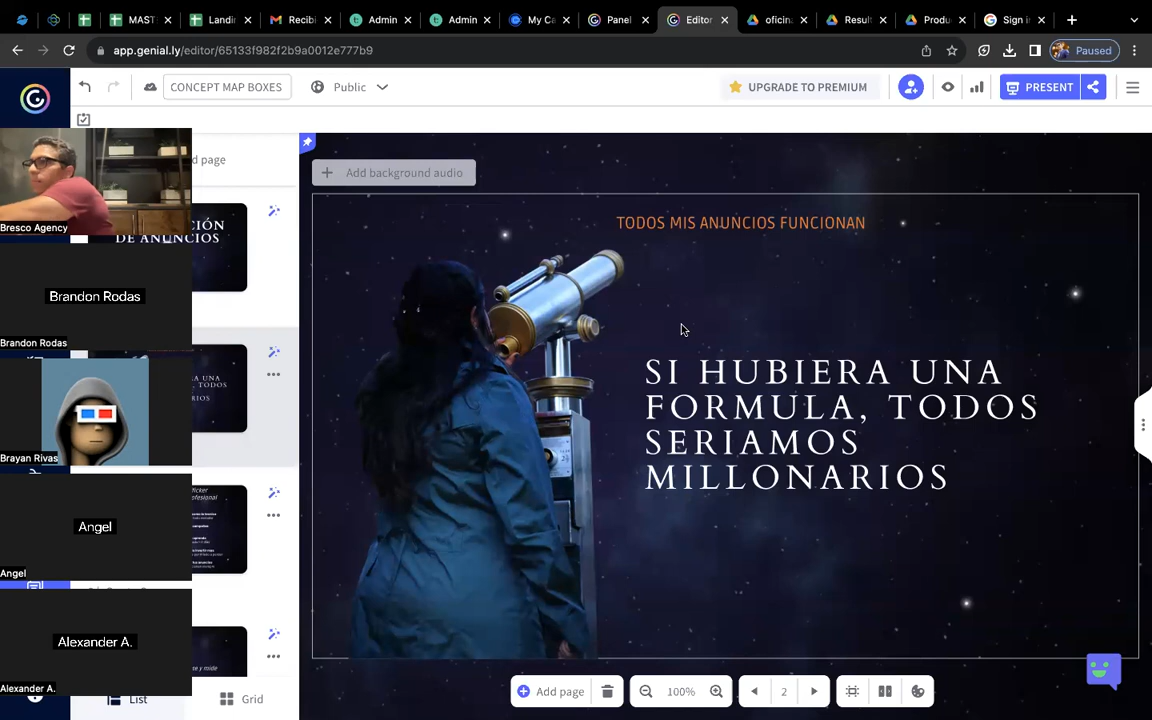 MAST
Landin
Recibi
Admin
Admin
My Ca
Panel
Editor
oficin
Result
Produ
Sign i
app.genial.ly/editor/65133f982f2b9a0012e777b9
Paused
CONCEPT MAP BOXES
Public
UPGRADE TO PREMIUM
PRESENT
d page
Add background audio
Bresco Agency
Brandon Rodas
Brandon Rodas
Brayan Rivas
Angel
Angel
Alexander A.
Alexander A.
CIÓN
DE ANUNCIOS
TODOS MIS ANUNCIOS FUNCIONAN
SI HUBIERA UNA
FORMULA, TODOS
SERIAMOS
MILLONARIOS
List
Grid
Add page
100%
2